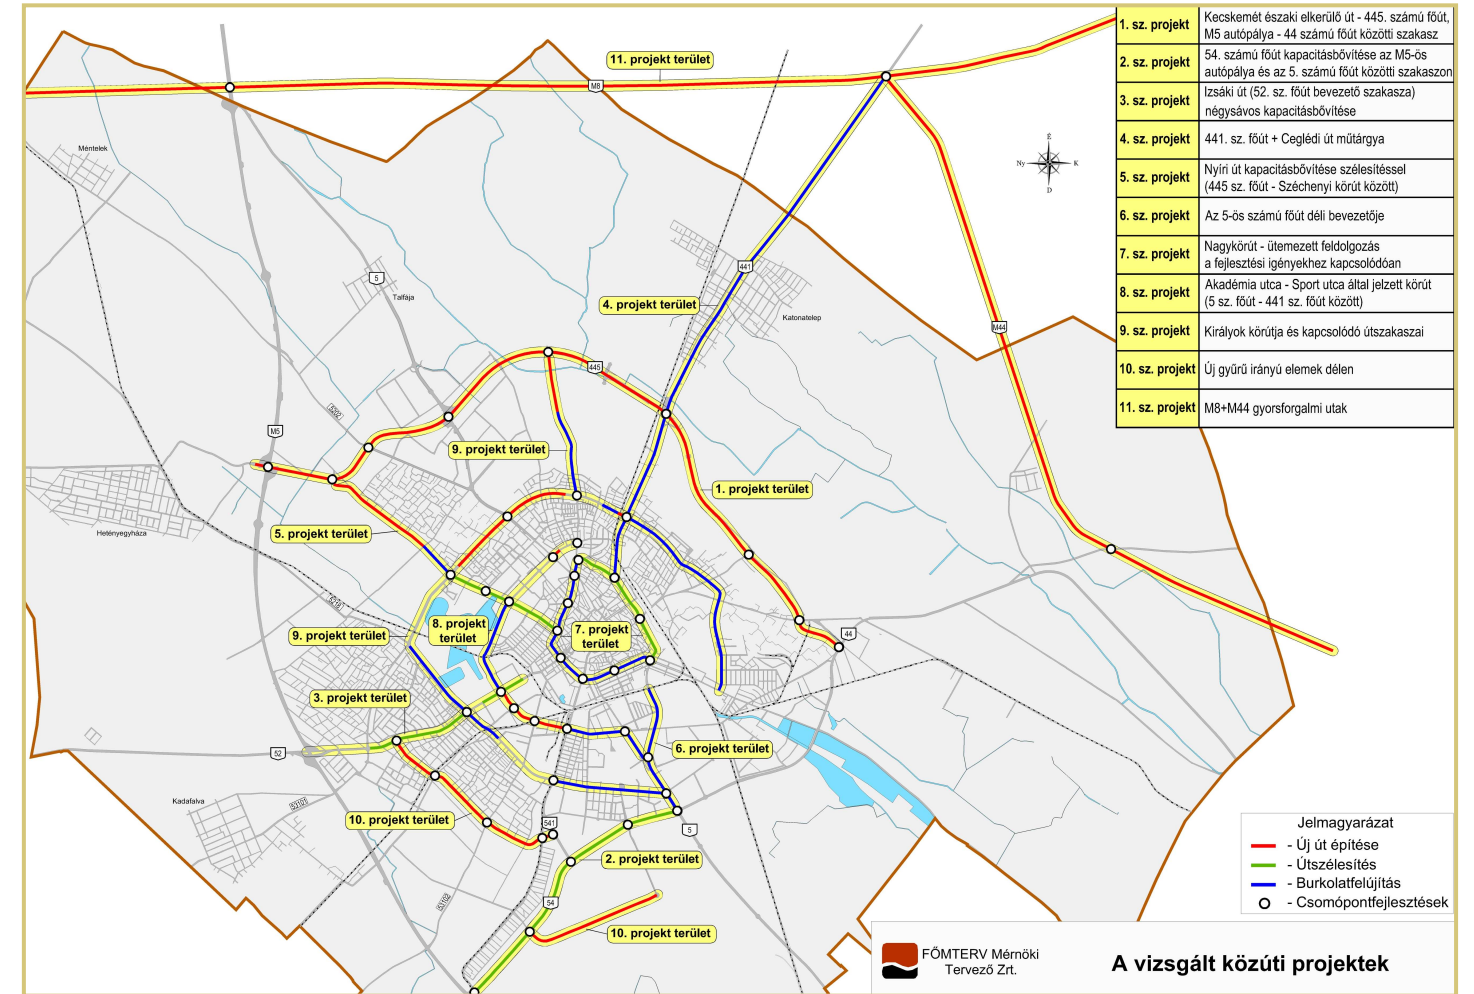 1. sz. projekt
Kecskemét északi elkerülő út - 445. számú főút,
M5 autópálya - 44 számú főút közötti szakasz
2. sz. projekt
54. számú főút kapacitásbővítése az M5-ös
autópálya és az 5. számú főút közötti szakaszon
3. sz. projekt
Izsáki út (52. sz. főút bevezető szakasza)
négysávos kapacitásbővítése
4. sz. projekt
441. sz. főút + Ceglédi út műtárgya
5. sz. projekt
Nyíri út kapacitásbővítése szélesítéssel
(445 sz. főút - Széchenyi körút között)
6. sz. projekt
Az 5-ös számú főút déli bevezetője
7. sz. projekt
Nagykörút - ütemezett feldolgozás
a fejlesztési igényekhez kapcsolódóan
8. sz. projekt
Akadémia utca - Sport utca által jelzett körút
(5 sz. főút - 441 sz. főút között)
9. sz. projekt
Királyok körútja és kapcsolódó útszakaszai
10. sz. projekt
Új gyűrű irányú elemek délen
11. sz. projekt
M8+M44 gyorsforgalmi utak
11. projekt terület
M8
Méntelek
É
Ny
K
D
441
5
Talfája
4. projekt terület
Katonatelep
M44
445
5202
M5
9. projekt terület
1. projekt terület
Hetényegyháza
5. projekt terület
5218
8. projekt
terület
7. projekt
terület
9. projekt terület
44
3. projekt terület
52
6. projekt terület
Kadafalva
53101
10. projekt terület
541
5
2. projekt terület
54
53102
10. projekt terület
Jelmagyarázat
- Új út építése
- Útszélesítés
- Burkolatfelújítás
- Csomópontfejlesztések
FŐMTERV Mérnöki
Tervező Zrt.
A vizsgált közúti projektek